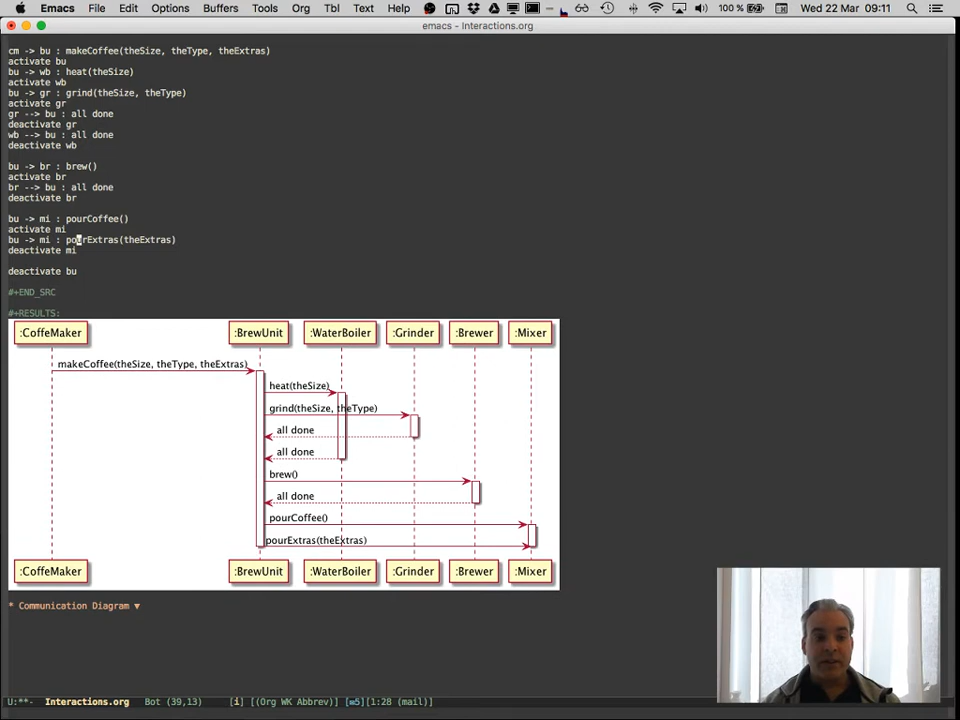 Emacs File Edit Options Buffers Tools Org Tbl Text Help 100 % Wed 22 Mar 09:11
emacs - Interactions.org
cm -> bu : makeCoffee(theSize, theType, theExtras)
activate bu
bu -> wb : heat(theSize)
activate wb
bu -> gr : grind(theSize, theType)
activate gr
gr --> bu : all done
deactivate gr
wb --> bu : all done
deactivate wb
bu -> br : brew()
activate br
br --> bu : all done
deactivate br
bu -> mi : pourCoffee()
activate mi
bu -> mi : pourExtras(theExtras)
deactivate mi
deactivate bu
#+END_SRC
#+RESULTS:
:CoffeMaker :BrewUnit :WaterBoiler :Grinder :Brewer :Mixer
makeCoffee(theSize, theType, theExtras)
heat(theSize)
grind(theSize, theType)
all done
all done
brew()
all done
pourCoffee()
pourExtras(theExtras)
:CoffeMaker :BrewUnit :WaterBoiler :Grinder :Brewer :Mixer
* Communication Diagram ▼
U:**- Interactions.org Bot (39,13) [i] [(Org WK Abbrev)] [✉5][1:28 (mail)]